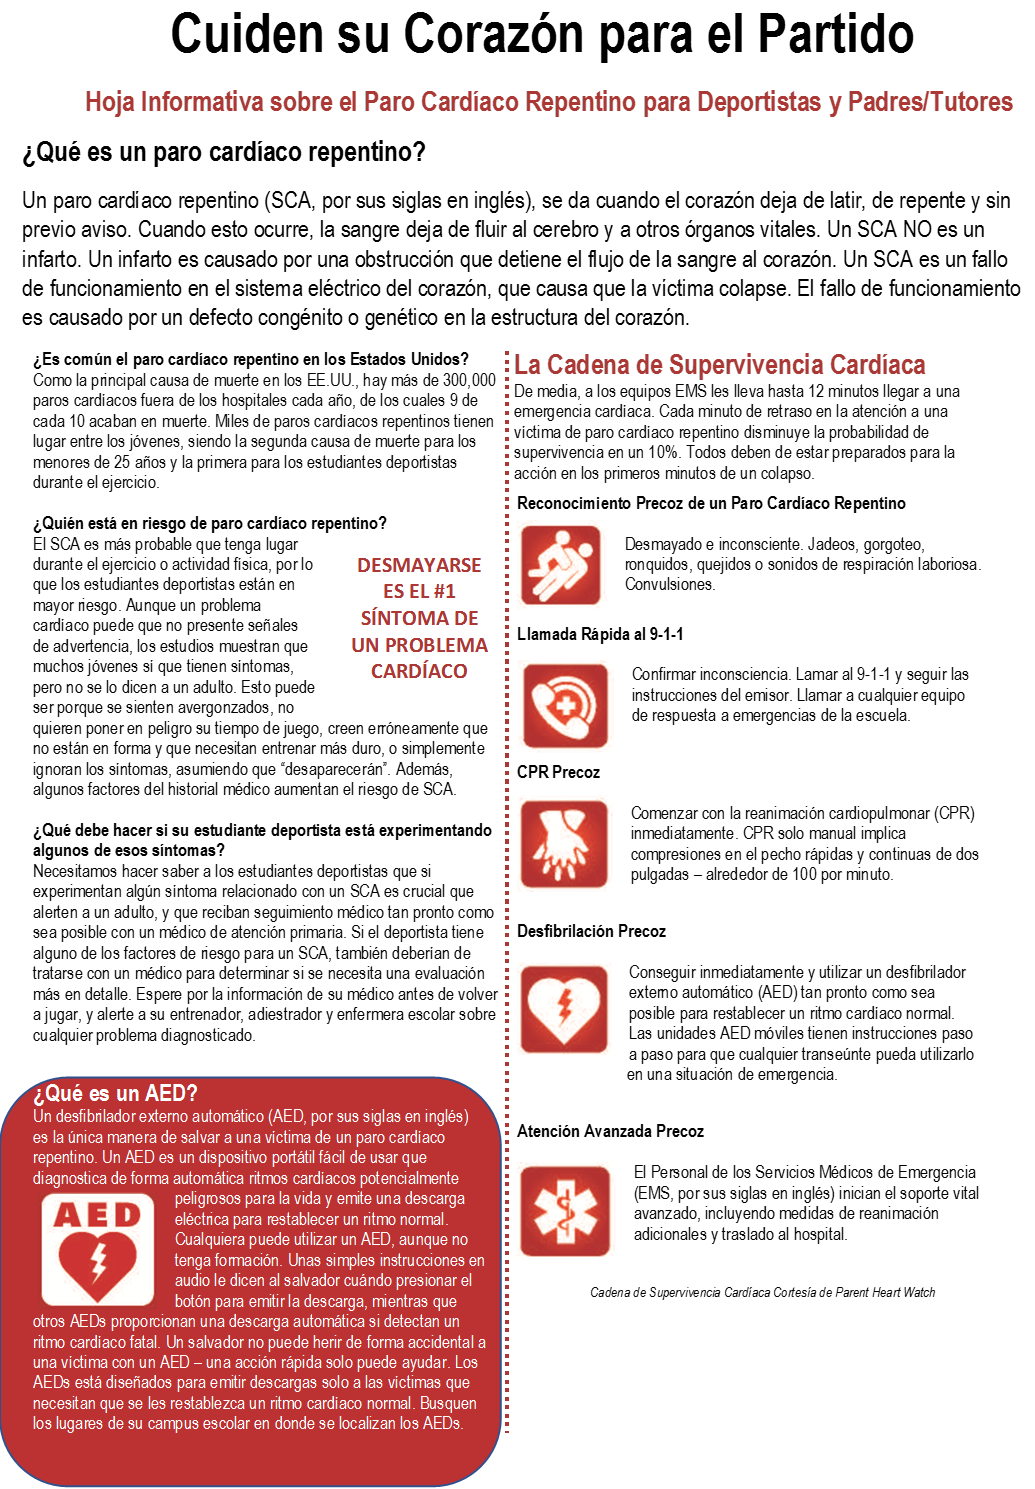 Cuiden su Corazón para el Partido
Hoja Informativa sobre el Paro Cardíaco Repentino para Deportistas y Padres/Tutores
¿Qué es un paro cardíaco repentino?
Un paro cardíaco repentino (SCA, por sus siglas en inglés), se da cuando el corazón deja de latir, de repente y sin
previo aviso. Cuando esto ocurre, la sangre deja de fluir al cerebro y a otros órganos vitales. Un SCA NO es un
infarto. Un infarto es causado por una obstrucción que detiene el flujo de la sangre al corazón. Un SCA es un fallo
de funcionamiento en el sistema eléctrico del corazón, que causa que la víctima colapse. El fallo de funcionamiento
es causado por un defecto congénito o genético en la estructura del corazón.
¿Es común el paro cardíaco repentino en los Estados Unidos?
Como la principal causa de muerte en los EE.UU., hay más de 300,000
paros cardíacos fuera de los hospitales cada año, de los cuales 9 de
cada 10 acaban en muerte. Miles de paros cardíacos repentinos tienen
lugar entre los jóvenes, siendo la segunda causa de muerte para los
menores de 25 años y la primera para los estudiantes deportistas
durante el ejercicio.
¿Quién está en riesgo de paro cardíaco repentino?
El SCA es más probable que tenga lugar
durante el ejercicio o actividad física, por lo
que los estudiantes deportistas están en
mayor riesgo. Aunque un problema
cardíaco puede que no presente señales
de advertencia, los estudios muestran que
muchos jóvenes sí que tienen síntomas,
pero no se lo dicen a un adulto. Esto puede
ser porque se sienten avergonzados, no
quieren poner en peligro su tiempo de juego, creen erróneamente que
no están en forma y que necesitan entrenar más duro, o simplemente
ignoran los síntomas, asumiendo que “desaparecerán”. Además,
algunos factores del historial médico aumentan el riesgo de SCA.
DESMAYARSE
ES EL #1
SÍNTOMA DE
UN PROBLEMA
CARDÍACO
¿Qué debe hacer si su estudiante deportista está experimentando
algunos de esos síntomas?
Necesitamos hacer saber a los estudiantes deportistas que si
experimentan algún síntoma relacionado con un SCA es crucial que
alerten a un adulto, y que reciban seguimiento médico tan pronto como
sea posible con un médico de atención primaria. Si el deportista tiene
alguno de los factores de riesgo para un SCA, también deberían de
tratarse con un médico para determinar si se necesita una evaluación
más en detalle. Espere por la información de su médico antes de volver
a jugar, y alerte a su entrenador, adiestrador y enfermera escolar sobre
cualquier problema diagnosticado.
¿Qué es un AED?
Un desfibrilador externo automático (AED, por sus siglas en inglés)
es la única manera de salvar a una víctima de un paro cardíaco
repentino. Un AED es un dispositivo portátil fácil de usar que
diagnostica de forma automática ritmos cardíacos potencialmente
peligrosos para la vida y emite una descarga
eléctrica para restablecer un ritmo normal.
Cualquiera puede utilizar un AED, aunque no
tenga formación. Unas simples instrucciones en
audio le dicen al salvador cuándo presionar el
botón para emitir la descarga, mientras que
otros AEDs proporcionan una descarga automática si detectan un
ritmo cardíaco fatal. Un salvador no puede herir de forma accidental a
una víctima con un AED – una acción rápida solo puede ayudar. Los
AEDs está diseñados para emitir descargas solo a las víctimas que
necesitan que se les restablezca un ritmo cardíaco normal. Busquen
los lugares de su campus escolar en donde se localizan los AEDs.
AED
La Cadena de Supervivencia Cardíaca
De media, a los equipos EMS les lleva hasta 12 minutos llegar a una
emergencia cardíaca. Cada minuto de retraso en la atención a una
víctima de paro cardíaco repentino disminuye la probabilidad de
supervivencia en un 10%. Todos deben de estar preparados para la
acción en los primeros minutos de un colapso.
Reconocimiento Precoz de un Paro Cardíaco Repentino
Desmayado e inconsciente. Jadeos, gorgoteo,
ronquidos, quejidos o sonidos de respiración laboriosa.
Convulsiones.
Llamada Rápida al 9-1-1
Confirmar inconsciencia. Lamar al 9-1-1 y seguir las
instrucciones del emisor. Llamar a cualquier equipo
de respuesta a emergencias de la escuela.
CPR Precoz
Comenzar con la reanimación cardiopulmonar (CPR)
inmediatamente. CPR solo manual implica
compresiones en el pecho rápidas y continuas de dos
pulgadas – alrededor de 100 por minuto.
Desfibrilación Precoz
Conseguir inmediatamente y utilizar un desfibrilador
externo automático (AED) tan pronto como sea
posible para restablecer un ritmo cardíaco normal.
Las unidades AED móviles tienen instrucciones paso
a paso para que cualquier transeúnte pueda utilizarlo
en una situación de emergencia.
Atención Avanzada Precoz
El Personal de los Servicios Médicos de Emergencia
(EMS, por sus siglas en inglés) inician el soporte vital
avanzado, incluyendo medidas de reanimación
adicionales y traslado al hospital.
Cadena de Supervivencia Cardíaca Cortesía de Parent Heart Watch